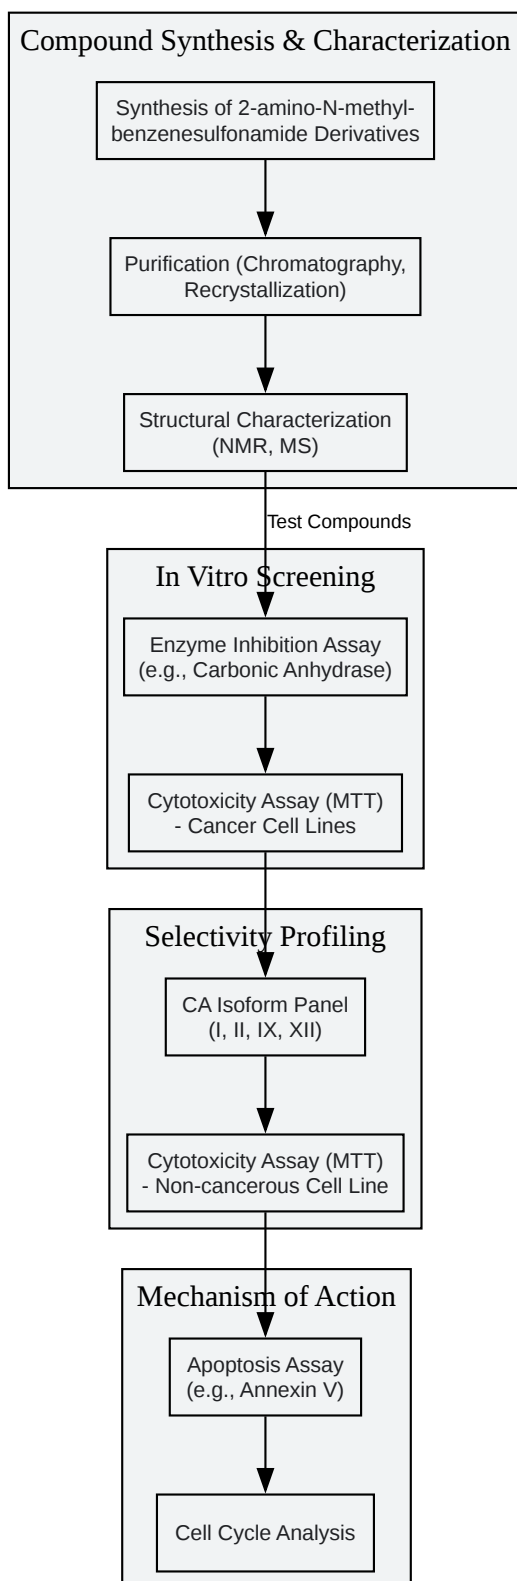 Compound Synthesis & Characterization
Synthesis of 2-amino-N-methyl-
benzenesulfonamide Derivatives
Purification (Chromatography,
Recrystallization)
Structural Characterization
(NMR, MS)
Test Compounds
In Vitro Screening
Enzyme Inhibition Assay
(e.g., Carbonic Anhydrase)
Cytotoxicity Assay (MTT)
- Cancer Cell Lines
Selectivity Profiling
CA Isoform Panel
(I, II, IX, XII)
Cytotoxicity Assay (MTT)
- Non-cancerous Cell Line
Mechanism of Action
Apoptosis Assay
(e.g., Annexin V)
Cell Cycle Analysis